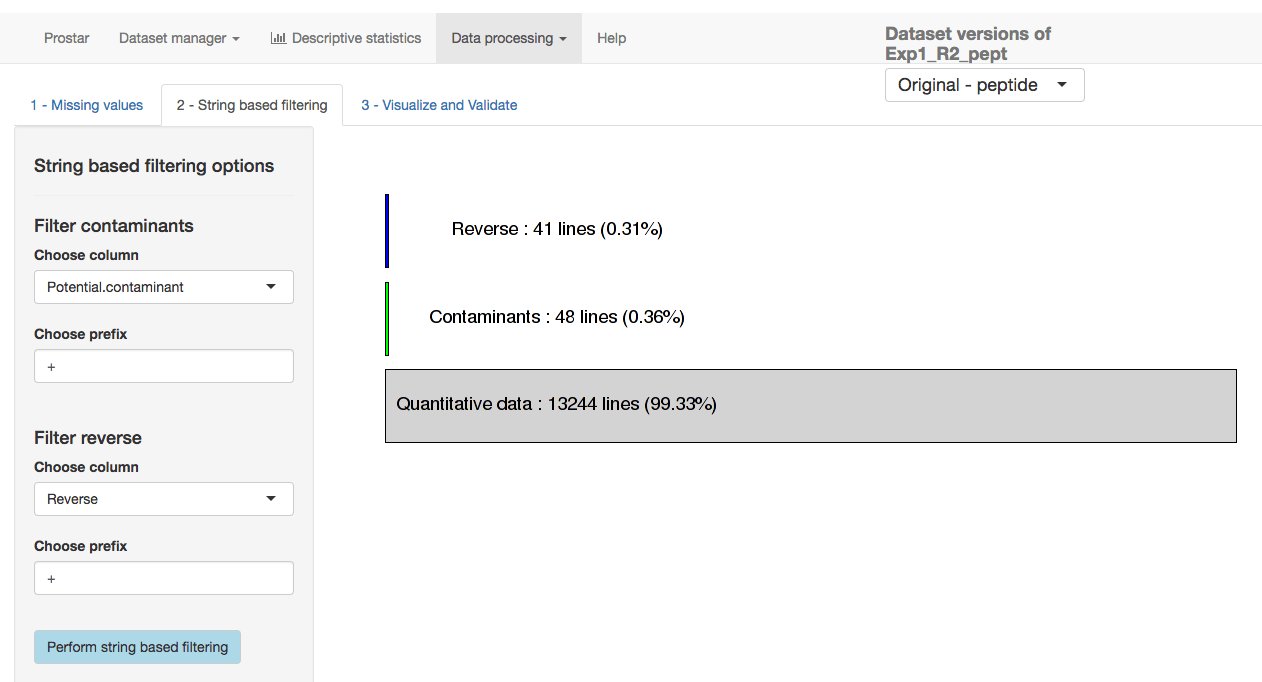 Prostar
Dataset manager
Descriptive statistics
Data processing
Help
Dataset versions of
Exp1_R2_pept
Original - peptide
1 - Missing values
2 - String based filtering
3 - Visualize and Validate
String based filtering options
Filter contaminants
Choose column
Potential.contaminant
Choose prefix
+
Filter reverse
Choose column
Reverse
Choose prefix
+
Perform string based filtering
Reverse : 41 lines (0.31%)
Contaminants : 48 lines (0.36%)
Quantitative data : 13244 lines (99.33%)